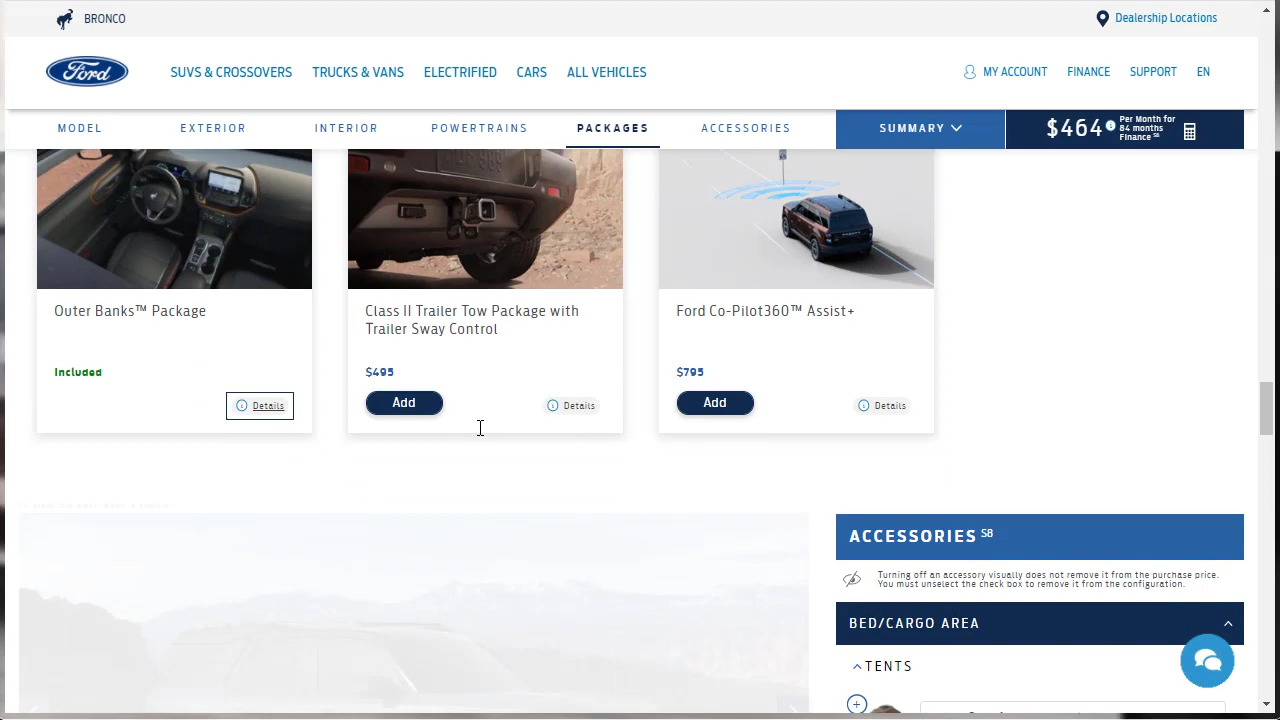 BRONCO
Dealership Locations
Ford
SUVS & CROSSOVERS
TRUCKS & VANS
ELECTRIFIED
CARS
ALL VEHICLES
MY ACCOUNT
FINANCE
SUPPORT
EN
MODEL
EXTERIOR
INTERIOR
POWERTRAINS
PACKAGES
ACCESSORIES
SUMMARY
$464
Per Month for
84 months
Finance S6
Outer Banks™ Package
Included
Details
Class II Trailer Tow Package with
Trailer Sway Control
$495
Add
Details
Ford Co-Pilot360™ Assist+
$795
Add
Details
ACCESSORIES S8
Turning off an accessory visually does not remove it from the purchase price.
You must unselect the check box to remove it from the configuration.
BED/CARGO AREA
TENTS